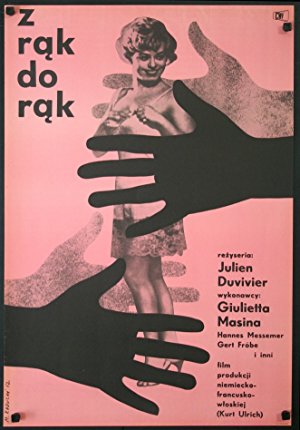 z
rąk
do
rąk
CWF
reżyseria:
Julien
Duvivier
wykonawcy:
Giulietta
Masina
Hannes Messemer
Gert Fröbe
i inni
film
produkcji
niemiecko-
francusko-
włoskiej
(Kurt Ulrich)